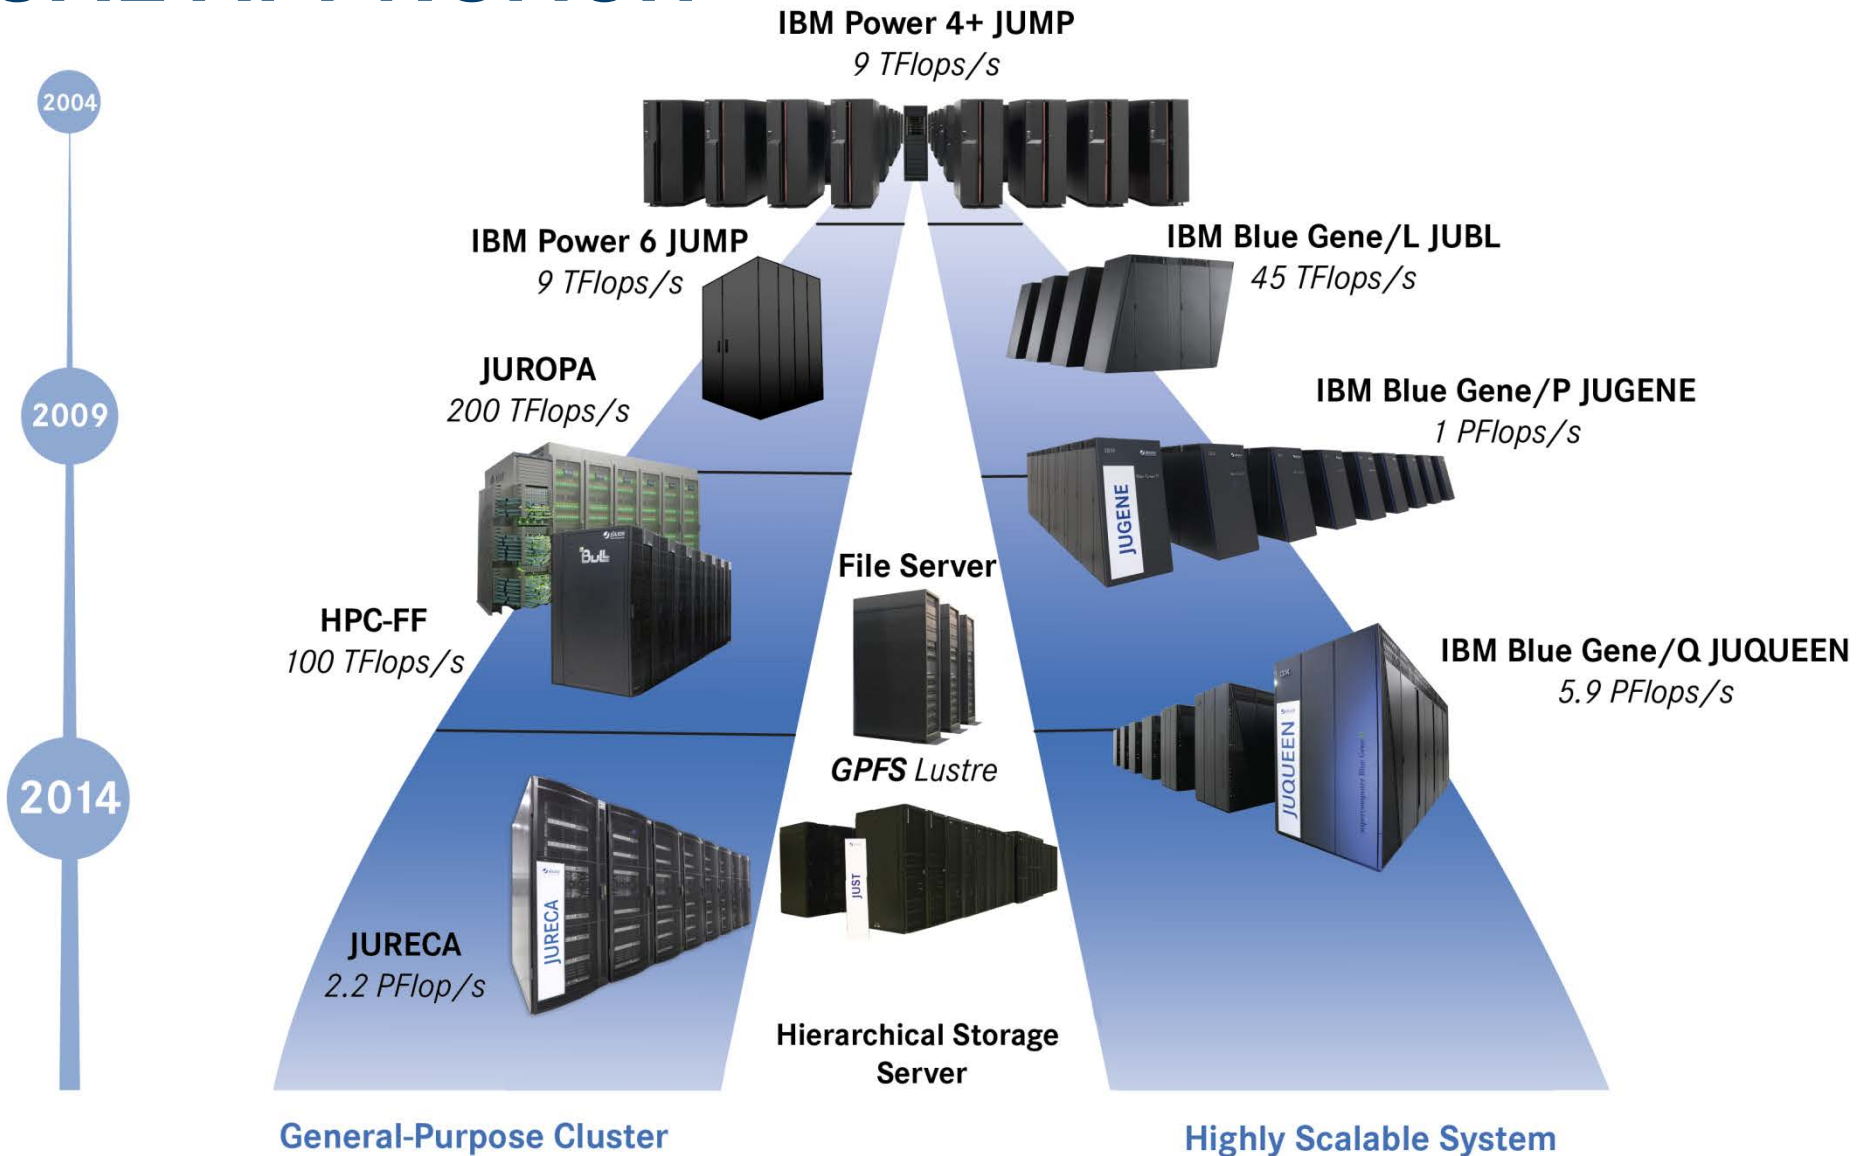 IBM Power 4+ JUMP
9 TFlops/s
2004
IBM Power 6 JUMP
9 TFlops/s
IBM Blue Gene/L JUBL
45 TFlops/s
JUROPA
200 TFlops/s
2009
IBM Blue Gene/P JUGENE
1 PFlops/s
JUGENE
Bull
File Server
HPC-FF
100 TFlops/s
IBM Blue Gene/Q JUQUEEN
5.9 PFlops/s
JUQUEEN
GPFS Lustre
2014
JUST
JURECA
JURECA
2.2 PFlop/s
Hierarchical Storage
Server
General-Purpose Cluster
Highly Scalable System